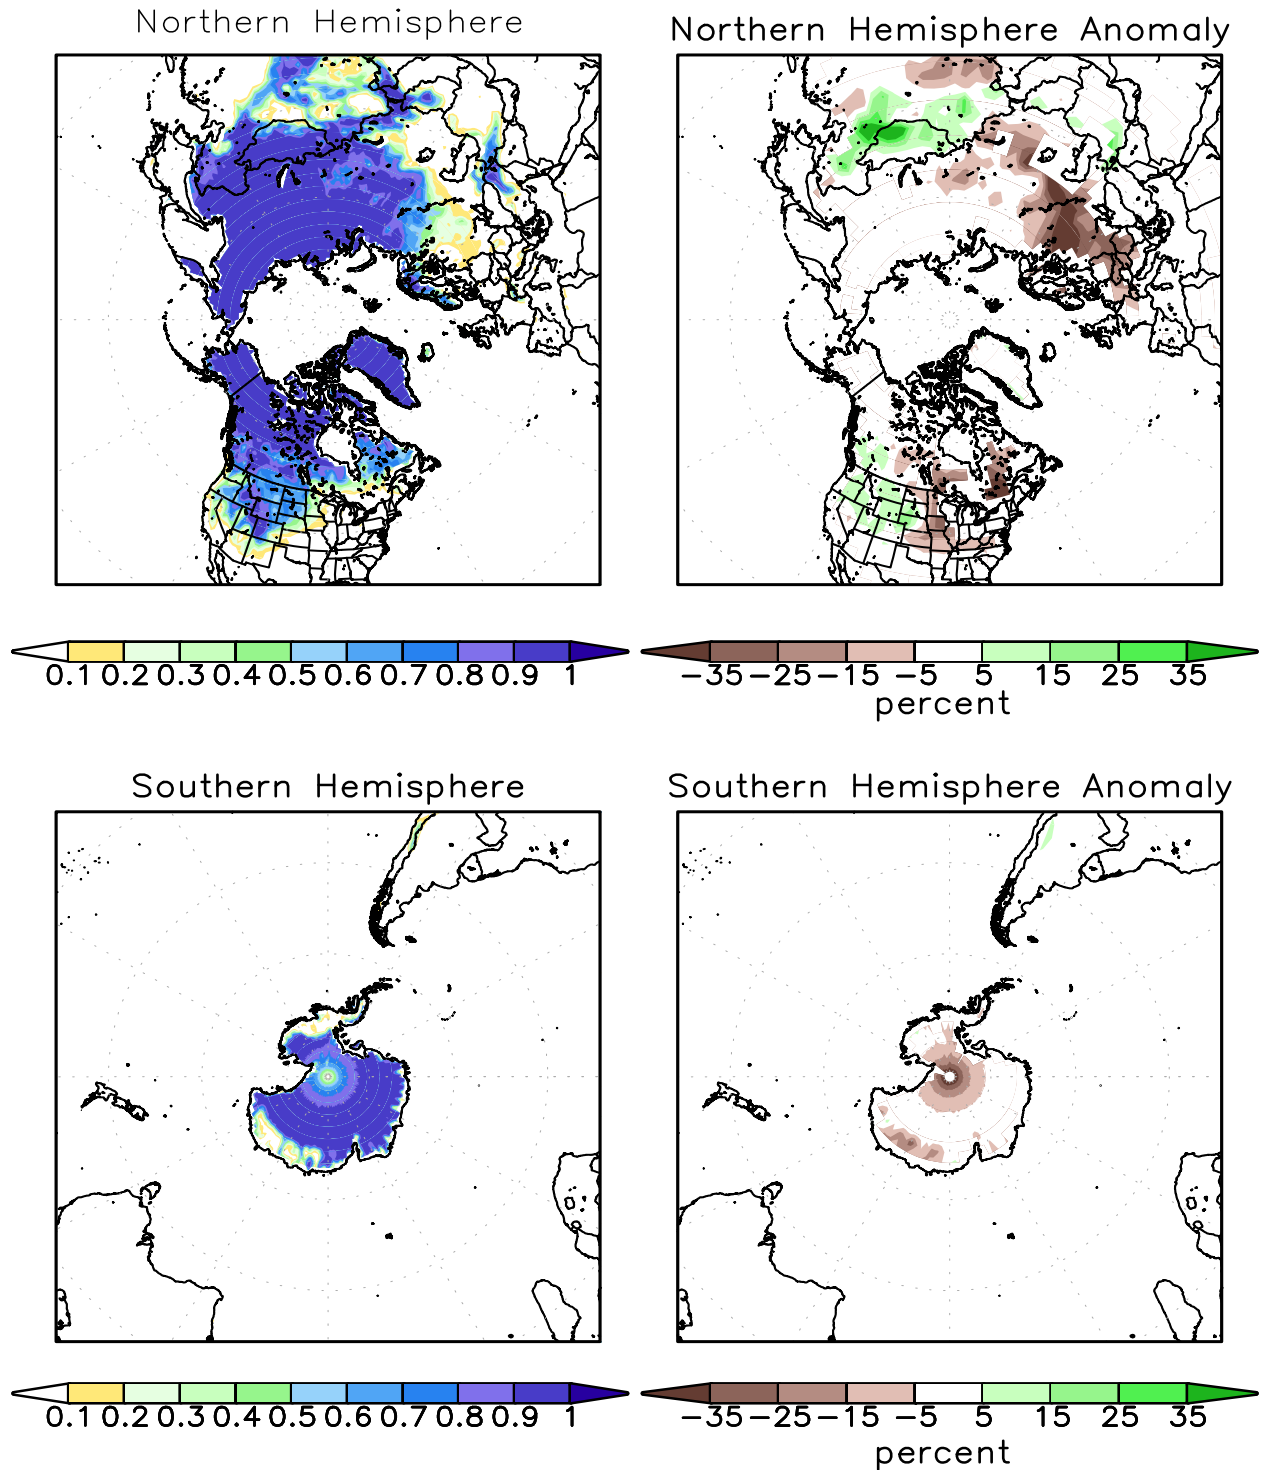 Northern Hemisphere
Northern Hemisphere Anomaly
0.1 0.2 0.3 0.4 0.5 0.6 0.7 0.8 0.9 1
-35 -25 -15 -5 5 15 25 35
percent
Southern Hemisphere
Southern Hemisphere Anomaly
0.1 0.2 0.3 0.4 0.5 0.6 0.7 0.8 0.9 1
-35 -25 -15 -5 5 15 25 35
percent